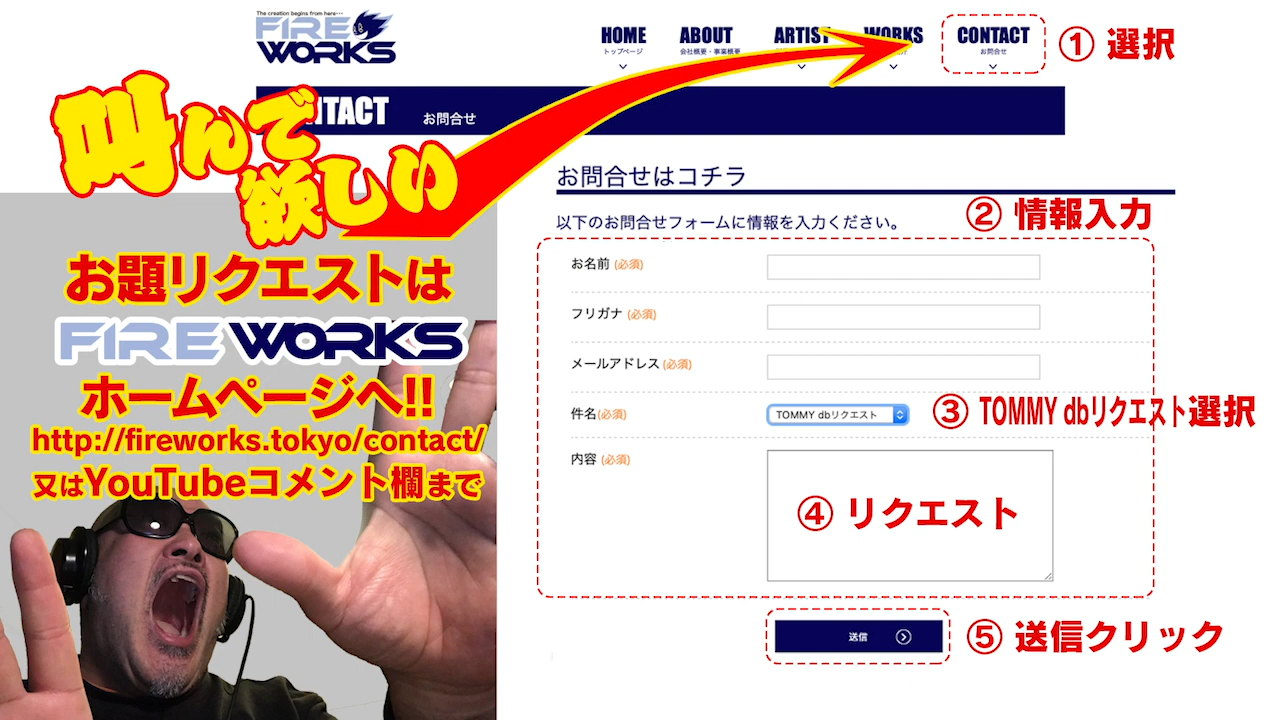 The creation begins from here･･･
FIRE
WORKS
HOME
トップページ
ABOUT
会社概要・事業概要
ARTIST
WORKS
CONTACT
お問合せ
① 選択
NTACT
お問合せ
叫んで
欲しい
お問合せはコチラ
以下のお問合せフォームに情報を入力ください。
② 情報入力
お題リクエストは
FIRE WORKS
ホームページへ!!
http://fireworks.tokyo/contact/
又はYouTubeコメント欄まで
お名前 (必須)
フリガナ (必須)
メールアドレス (必須)
件名(必須)
TOMMY dbリクエスト
③ TOMMY dbリクエスト選択
内容 (必須)
④ リクエスト
送信
⑤ 送信クリック